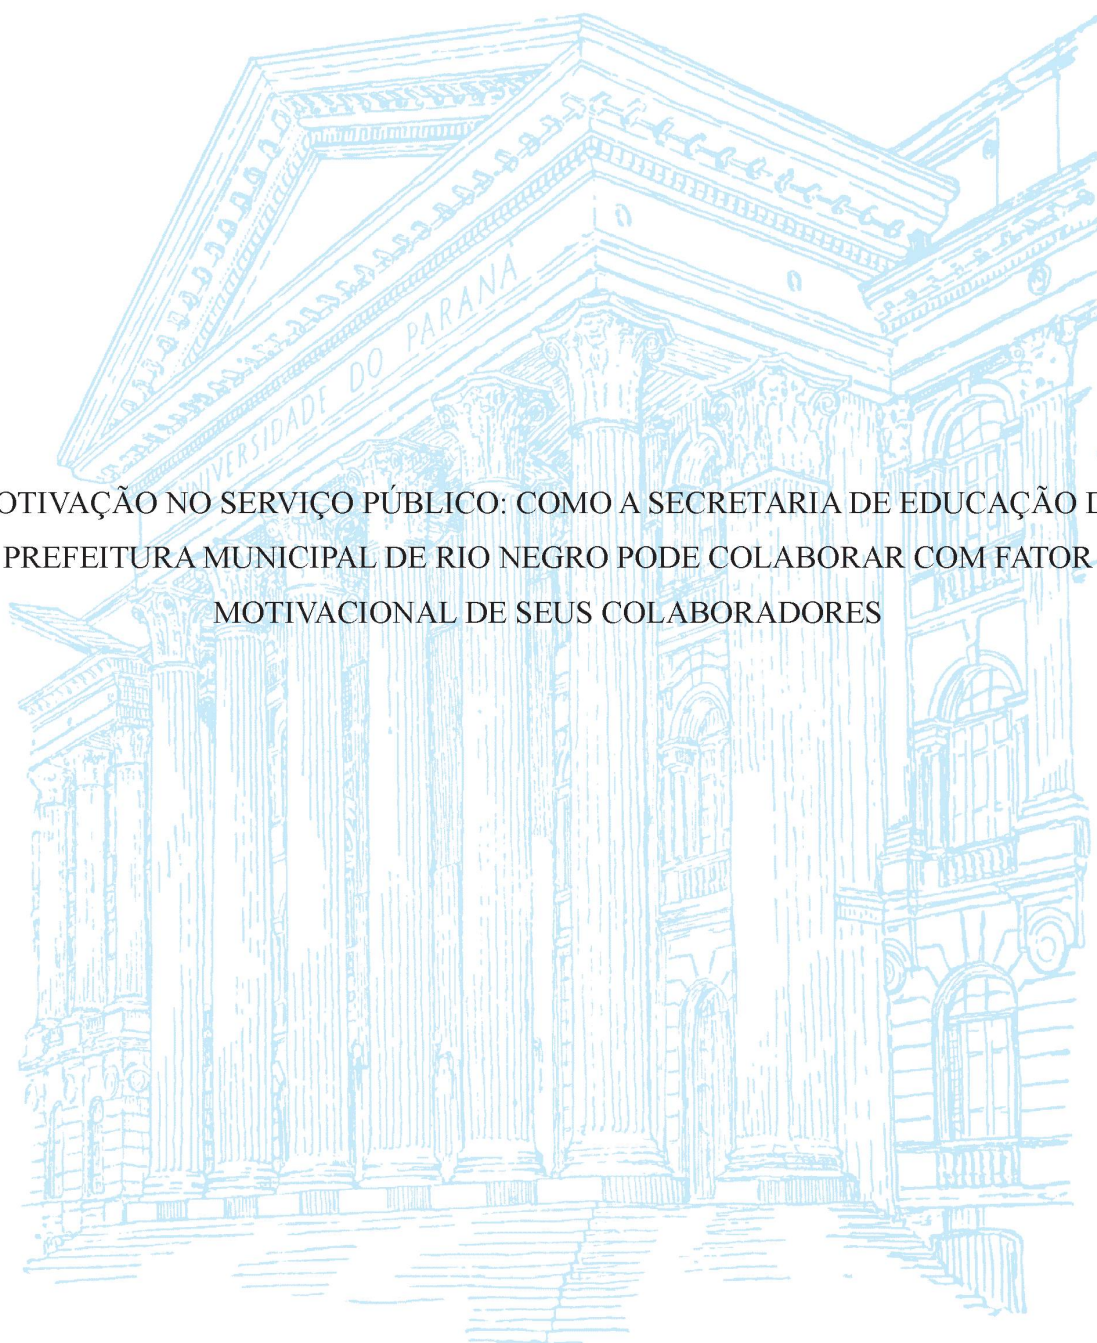 UNIVERSIDADE DO PARANÁ
OTIVAÇÃO NO SERVIÇO PÚBLICO: COMO A SECRETARIA DE EDUCAÇÃO D
PREFEITURA MUNICIPAL DE RIO NEGRO PODE COLABORAR COM FATOR
MOTIVACIONAL DE SEUS COLABORADORES